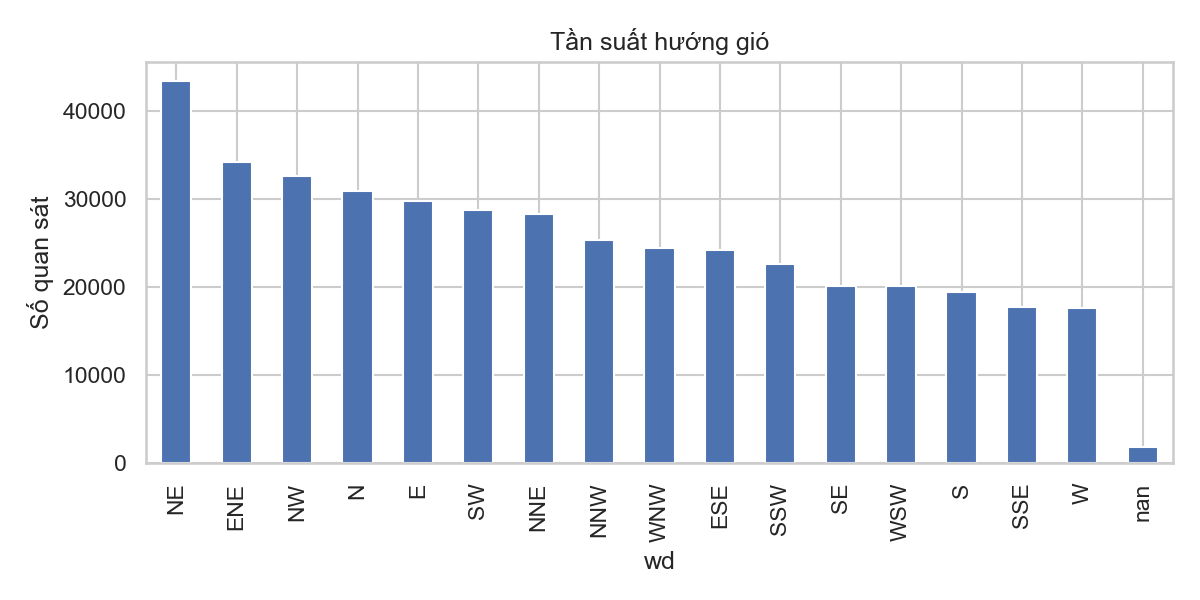 Tần suất hướng gió
Số quan sát
40000
30000
20000
10000
0
NE
ENE
NW
N
E
SW
NNE
NNW
WNW
ESE
SSW
SE
WSW
S
SSE
W
nan
wd